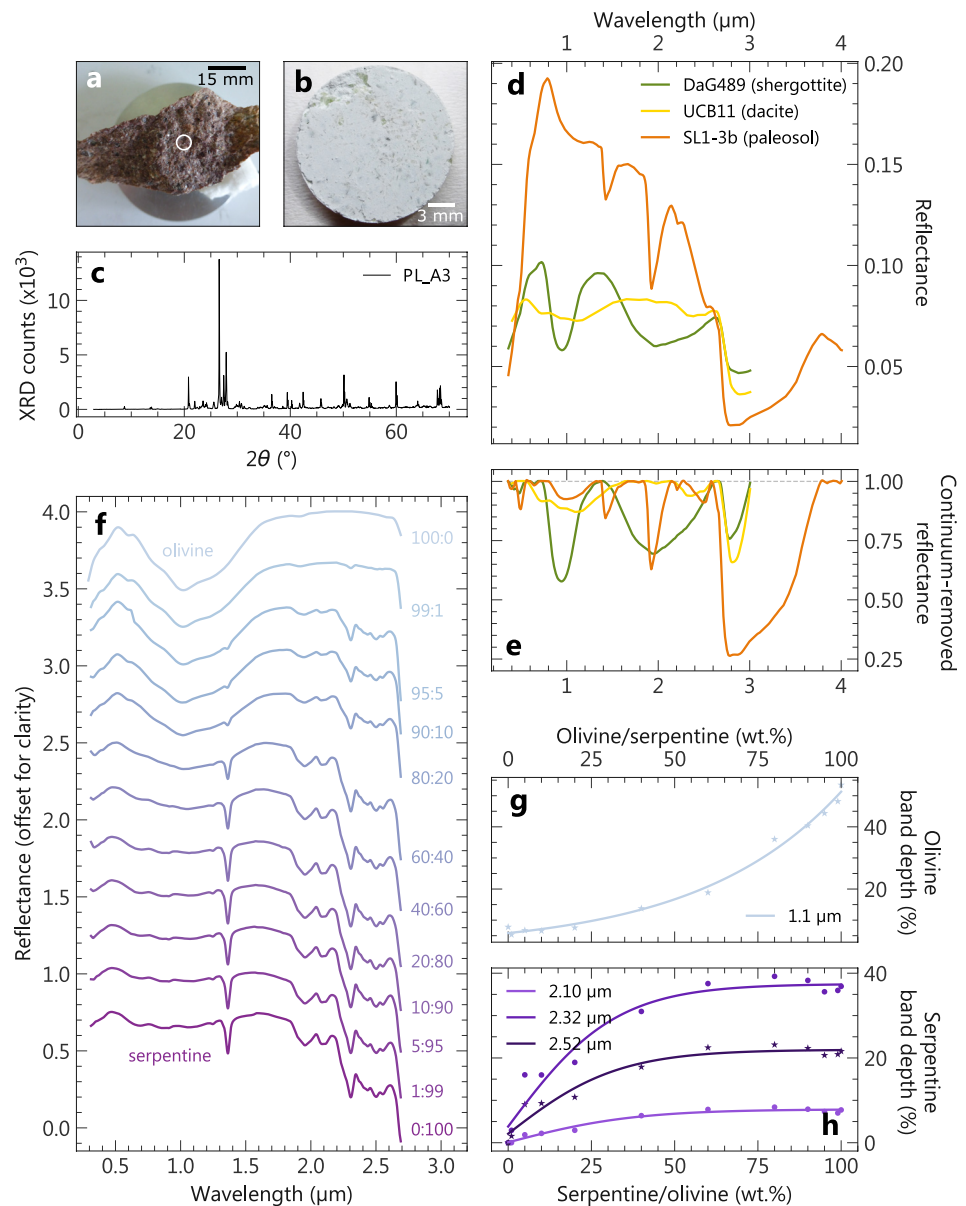 a
15 mm
b
3 mm
c
PL_A3
XRD counts (x10³)
10
5
0
0
20
40
60
2θ (°)
Wavelength (μm)
1
2
3
4
d
DaG489 (shergottite)
UCB11 (dacite)
SL1-3b (paleosol)
0.20
0.15
0.10
0.05
Reflectance
e
1.00
0.75
0.50
0.25
Continuum-removed
reflectance
1
2
3
4
f
olivine
serpentine
4.0
3.5
3.0
2.5
2.0
1.5
1.0
0.5
0.0
Reflectance (offset for clarity)
100:0
99:1
95:5
90:10
80:20
60:40
40:60
20:80
10:90
5:95
1:99
0:100
0.5
1.0
1.5
2.0
2.5
3.0
Wavelength (μm)
Olivine/serpentine (wt.%)
0
25
50
75
100
g
1.1 μm
40
20
Olivine
band depth (%)
2.10 μm
2.32 μm
2.52 μm
h
40
20
0
Serpentine
band depth (%)
0
25
50
75
100
Serpentine/olivine (wt.%)